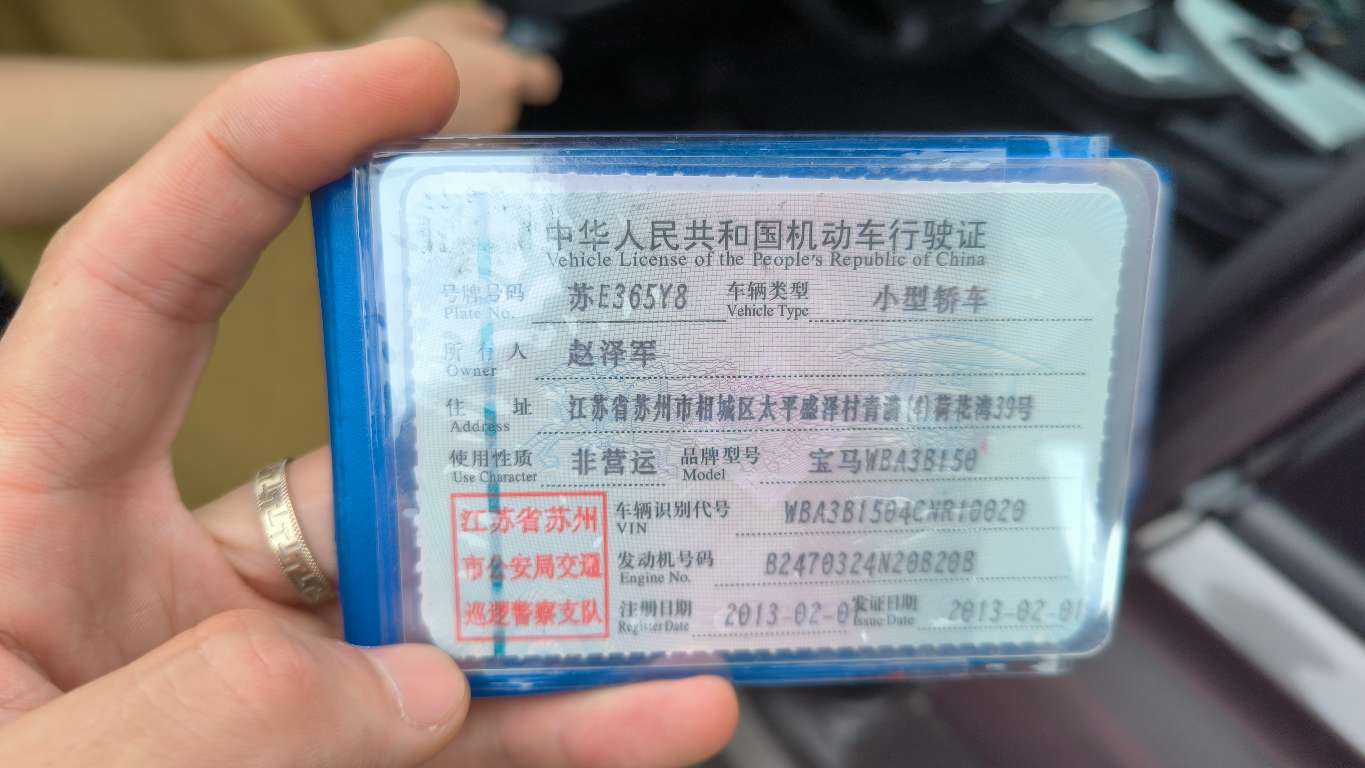 中华人民共和国机动车行驶证
Vehicle License of the People's Republic of China
号牌号码 苏E365Y8 车辆类型 小型轿车
Plate No. Vehicle Type
所有人 赵泽军
Owner
住址 江苏省苏州市相城区太平盛泽村青漪(4)荷花湾39号
Address
使用性质 非营运 品牌型号 宝马WBA3B150
Use Character Model
江苏省苏州 车辆识别代号 WBA3B1504CNR10020
VIN
市公安局交通 发动机号码 B2470324N20B20B
Engine No.
巡逻警察支队 注册日期 2013-02-01 发证日期 2013-02-01
Register Date Issue Date